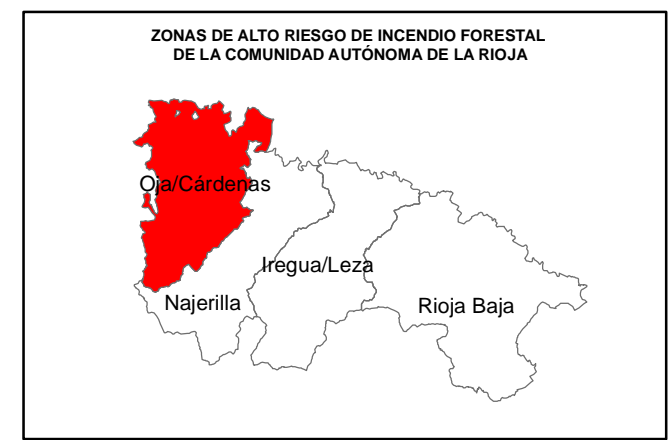 ZONAS DE ALTO RIESGO DE INCENDIO FORESTAL
DE LA COMUNIDAD AUTÓNOMA DE LA RIOJA
Oja/Cárdenas
Iregua/Leza
Najerilla
Rioja Baja